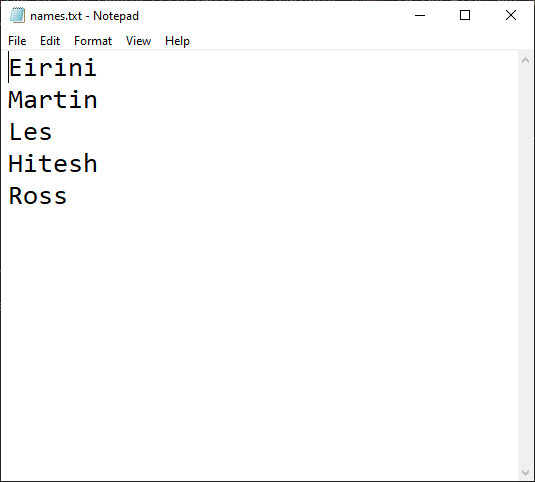 names.txt - Notepad
File Edit Format View Help
Eirini
Martin
Les
Hitesh
Ross